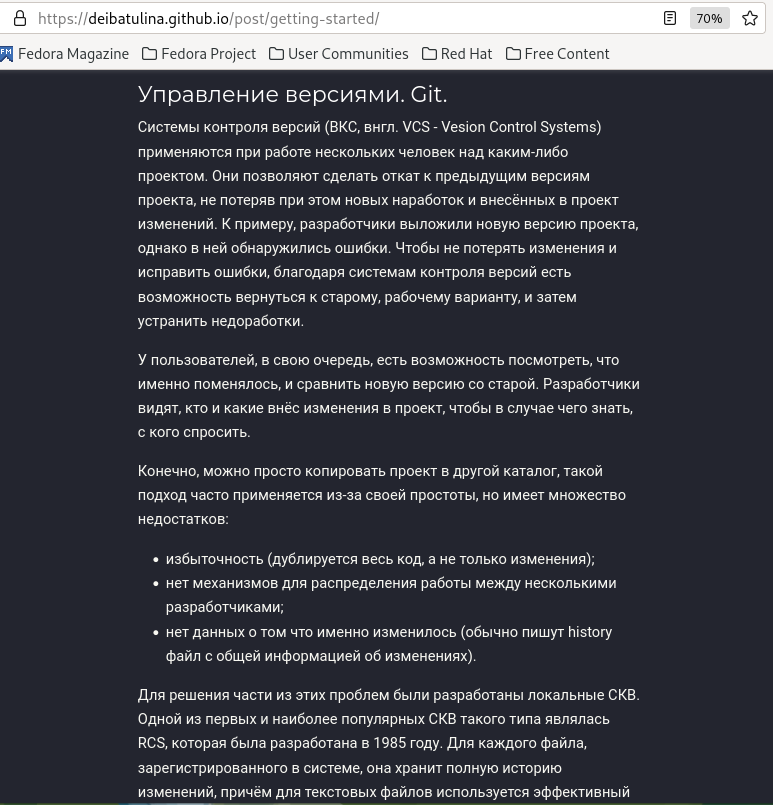 https://deibatulina.github.io/post/getting-started/ 70%
FM Fedora Magazine Fedora Project User Communities Red Hat Free Content
Управление версиями. Git.
Системы контроля версий (ВКС, внгл. VCS - Vesion Control Systems)
применяются при работе нескольких человек над каким-либо
проектом. Они позволяют сделать откат к предыдущим версиям
проекта, не потеряв при этом новых наработок и внесённых в проект
изменений. К примеру, разработчики выложили новую версию проекта,
однако в ней обнаружились ошибки. Чтобы не потерять изменения и
исправить ошибки, благодаря системам контроля версий есть
возможность вернуться к старому, рабочему варианту, и затем
устранить недоработки.
У пользователей, в свою очередь, есть возможность посмотреть, что
именно поменялось, и сравнить новую версию со старой. Разработчики
видят, кто и какие внёс изменения в проект, чтобы в случае чего знать,
с кого спросить.
Конечно, можно просто копировать проект в другой каталог, такой
подход часто применяется из-за своей простоты, но имеет множество
недостатков:
• избыточность (дублируется весь код, а не только изменения);
• нет механизмов для распределения работы между несколькими
разработчиками;
• нет данных о том что именно изменилось (обычно пишут history
файл с общей информацией об изменениях).
Для решения части из этих проблем были разработаны локальные СКВ.
Одной из первых и наиболее популярных СКВ такого типа являлась
RCS, которая была разработана в 1985 году. Для каждого файла,
зарегистрированного в системе, она хранит полную историю
изменений, причём для текстовых файлов используется эффективный